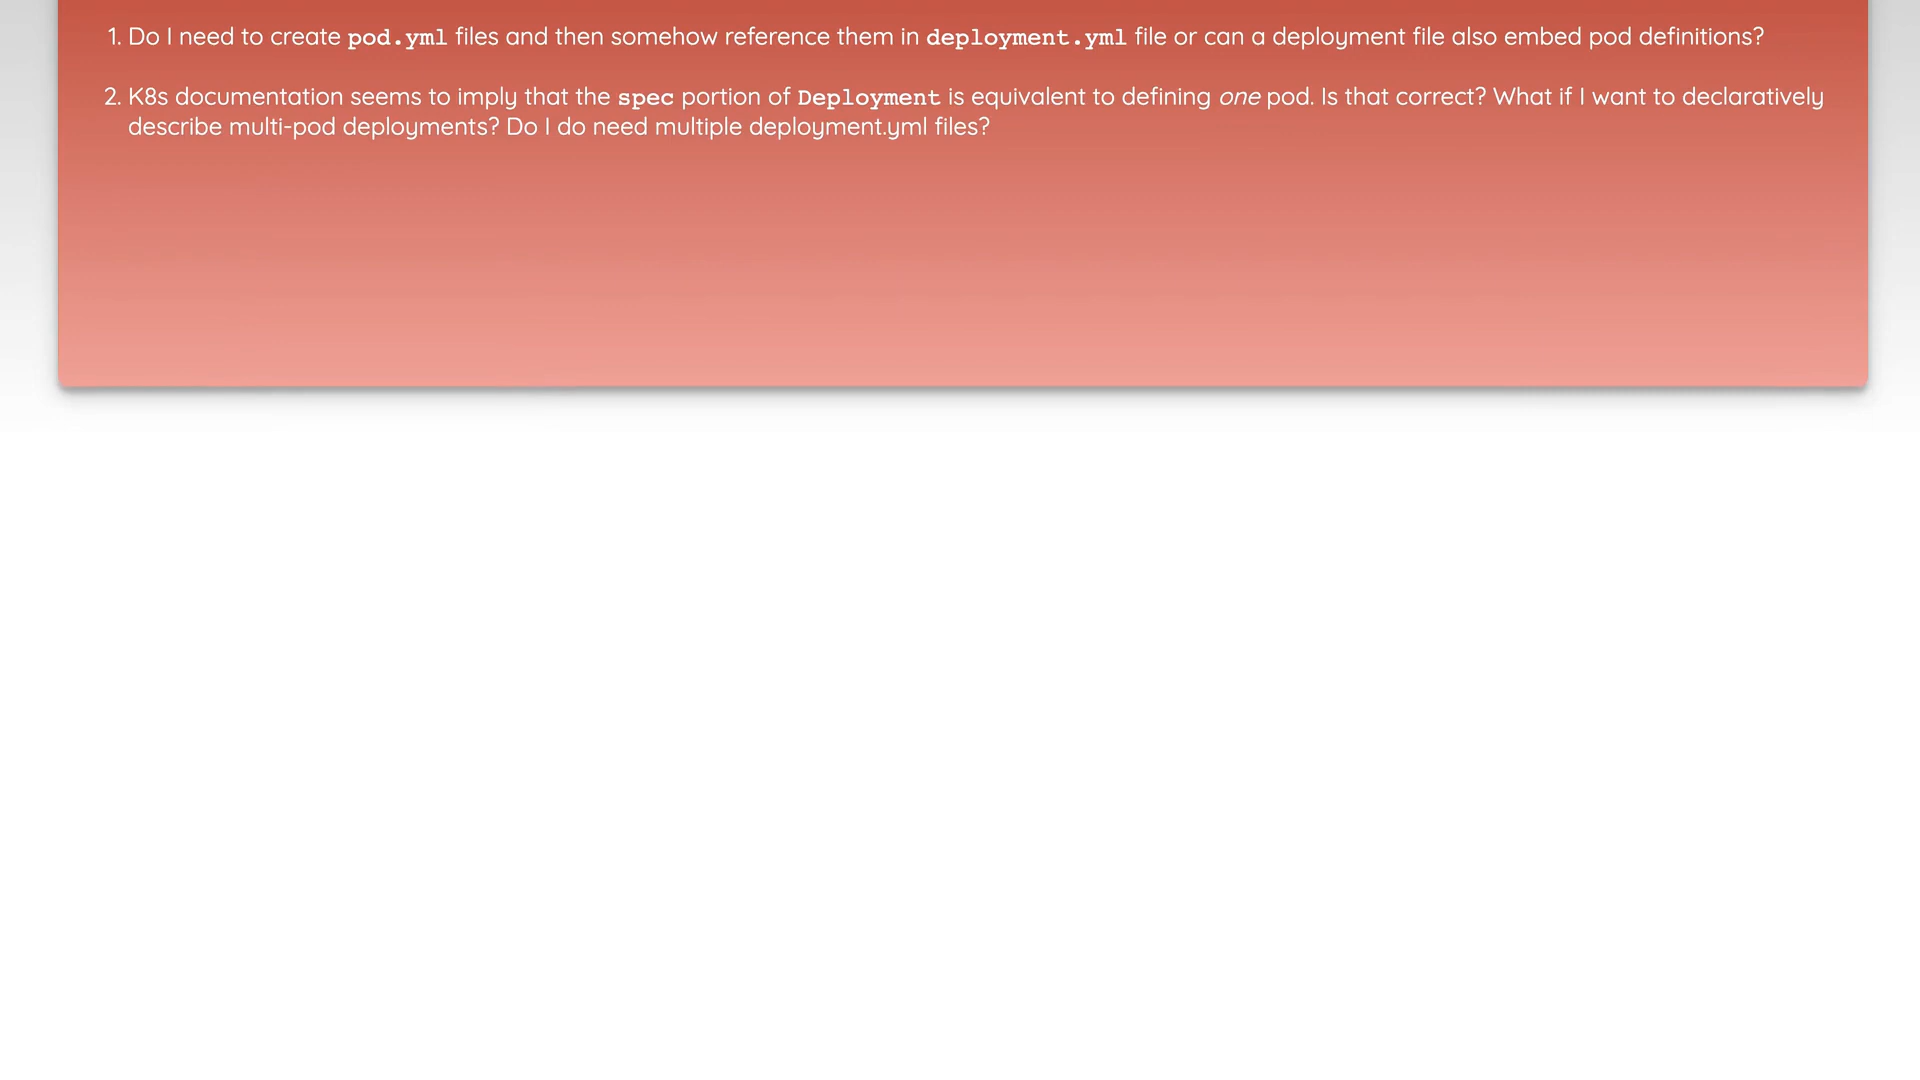 1. Do I need to create pod.yml files and then somehow reference them in deployment.yml file or can a deployment file also embed pod definitions?
2. K8s documentation seems to imply that the spec portion of Deployment is equivalent to defining one pod. Is that correct? What if I want to declaratively
describe multi-pod deployments? Do I do need multiple deployment.yml files?